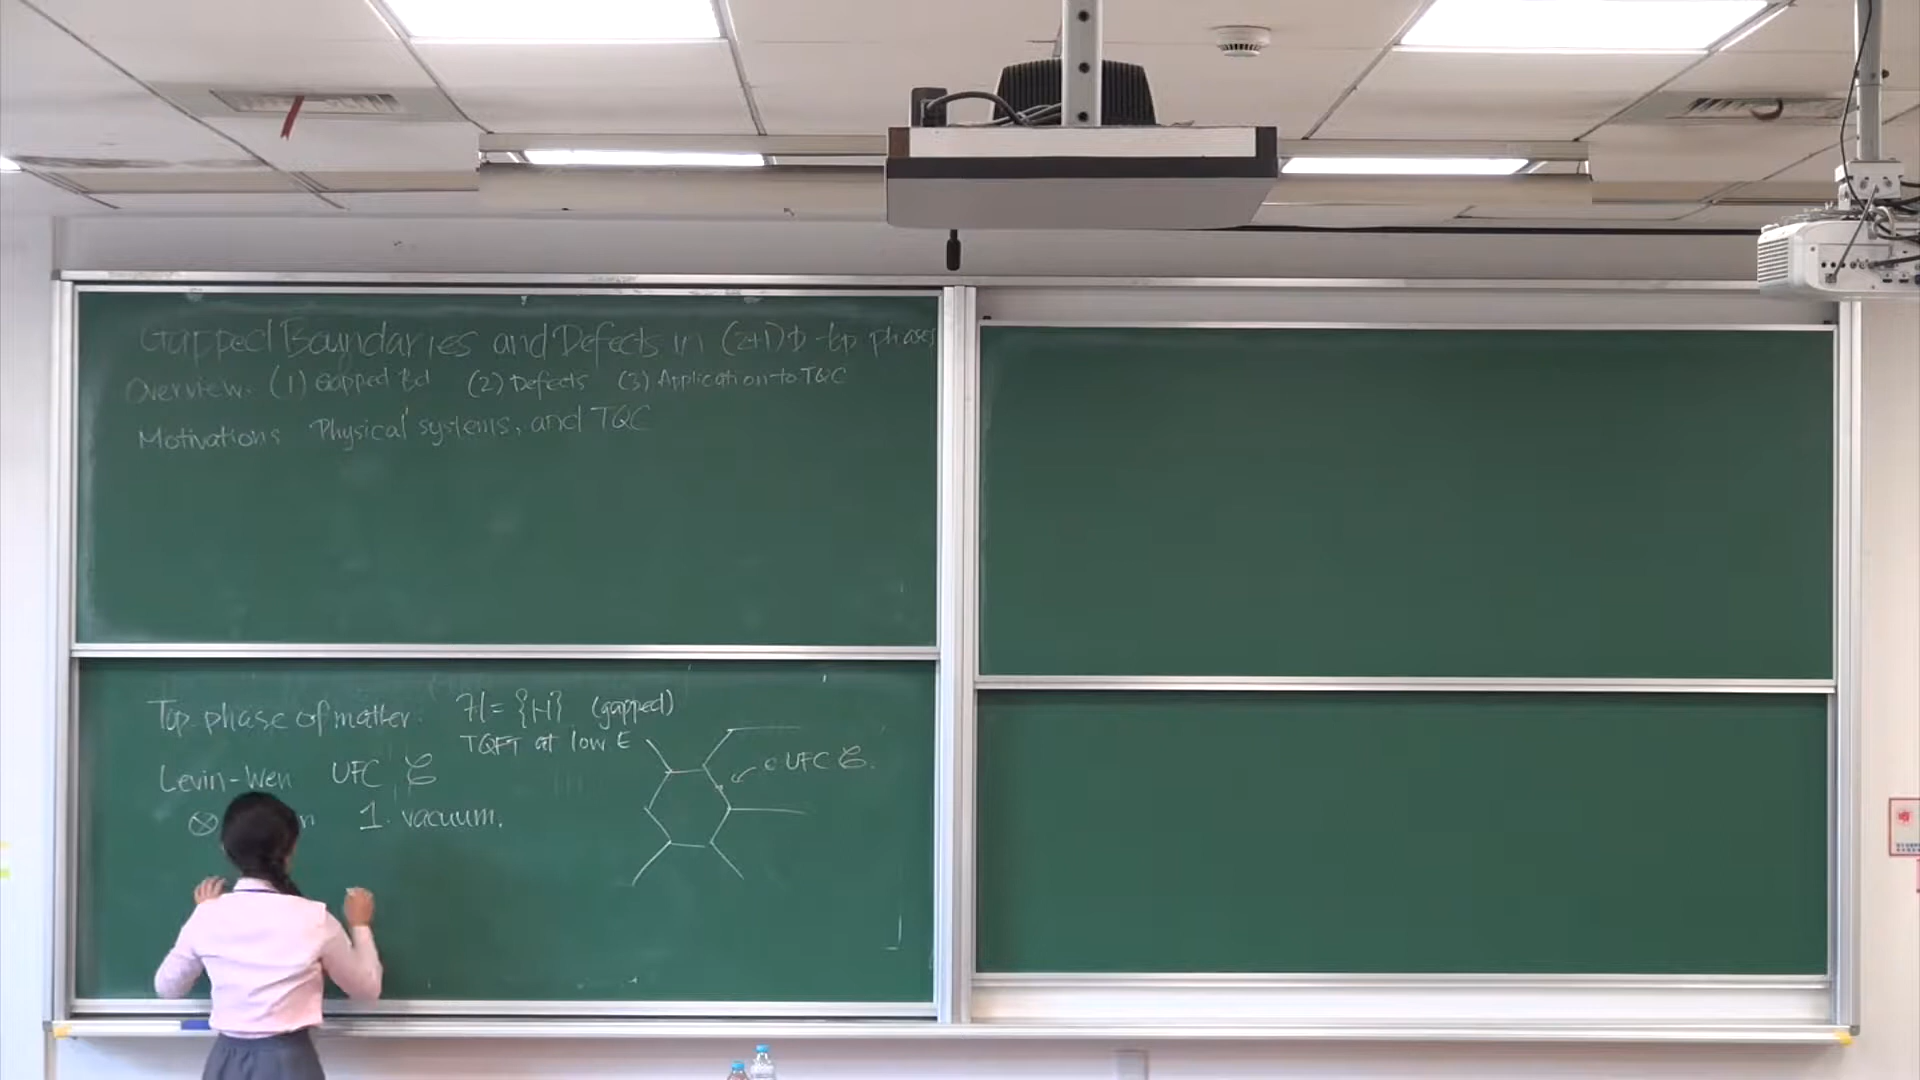 Gapped Boundaries and Defects in (2+1)D top phases
Overview. (1) Gapped Bd (2) Defects (3) Application to TQC
Motivations Physical systems, and TQC
Top. phase of matter. H = {H} (gapped)
TQFT at low E
Levin-Wen UFC C
∈ UFC C.
⊗ 1. vacuum.